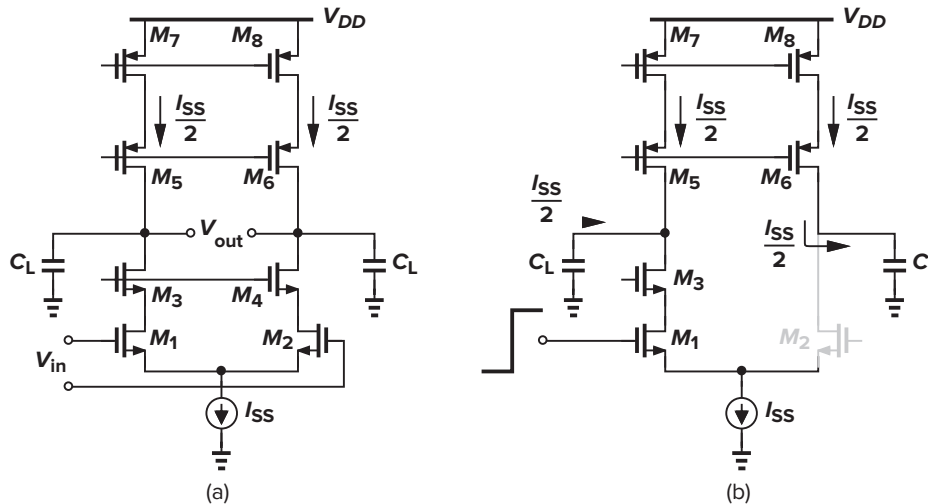 V_DD
M_7 M_8
I_SS/2 I_SS/2
M_5 M_6
V_out
C_L C_L
M_3 M_4
M_1 M_2
V_in
I_SS
(a)
V_DD
M_7 M_8
I_SS/2 I_SS/2
M_5 M_6
I_SS/2
I_SS/2
C_L C
M_3
M_1 M_2
I_SS
(b)